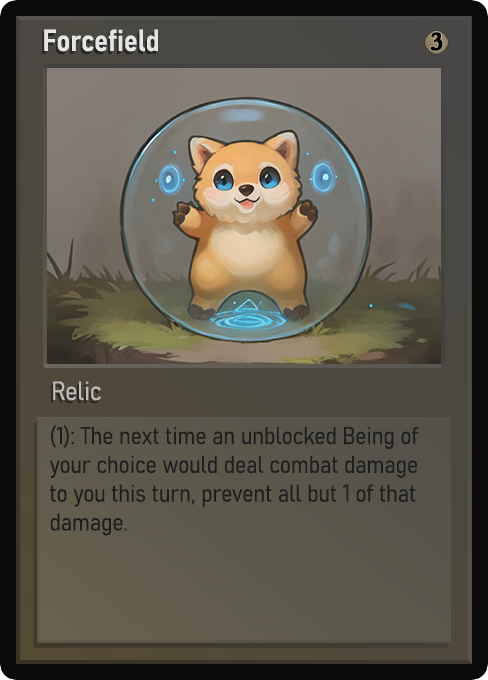 Forcefield
3
Relic
(1): The next time an unblocked Being of
your choice would deal combat damage
to you this turn, prevent all but 1 of that
damage.